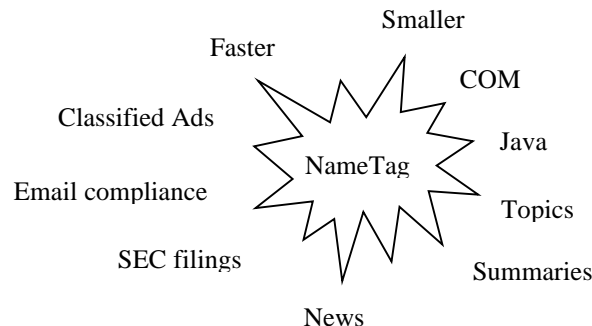 Smaller
Faster
COM
Classified Ads
Java
NameTag
Email compliance
Topics
SEC filings
Summaries
News